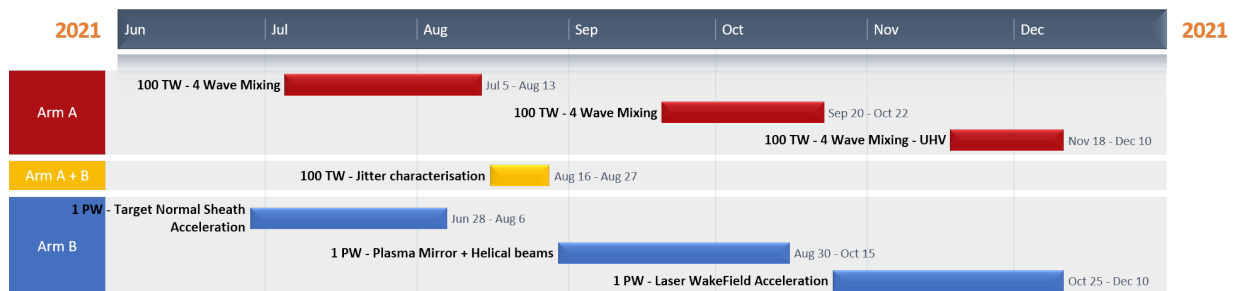 2021 Jun Jul Aug Sep Oct Nov Dec 2021
Arm A
100 TW - 4 Wave Mixing Jul 5 - Aug 13
100 TW - 4 Wave Mixing Sep 20 - Oct 22
100 TW - 4 Wave Mixing - UHV Nov 18 - Dec 10
Arm A + B
100 TW - Jitter characterisation Aug 16 - Aug 27
Arm B
1 PW - Target Normal Sheath
Acceleration
Jun 28 - Aug 6
1 PW - Plasma Mirror + Helical beams Aug 30 - Oct 15
1 PW - Laser WakeField Acceleration Oct 25 - Dec 10